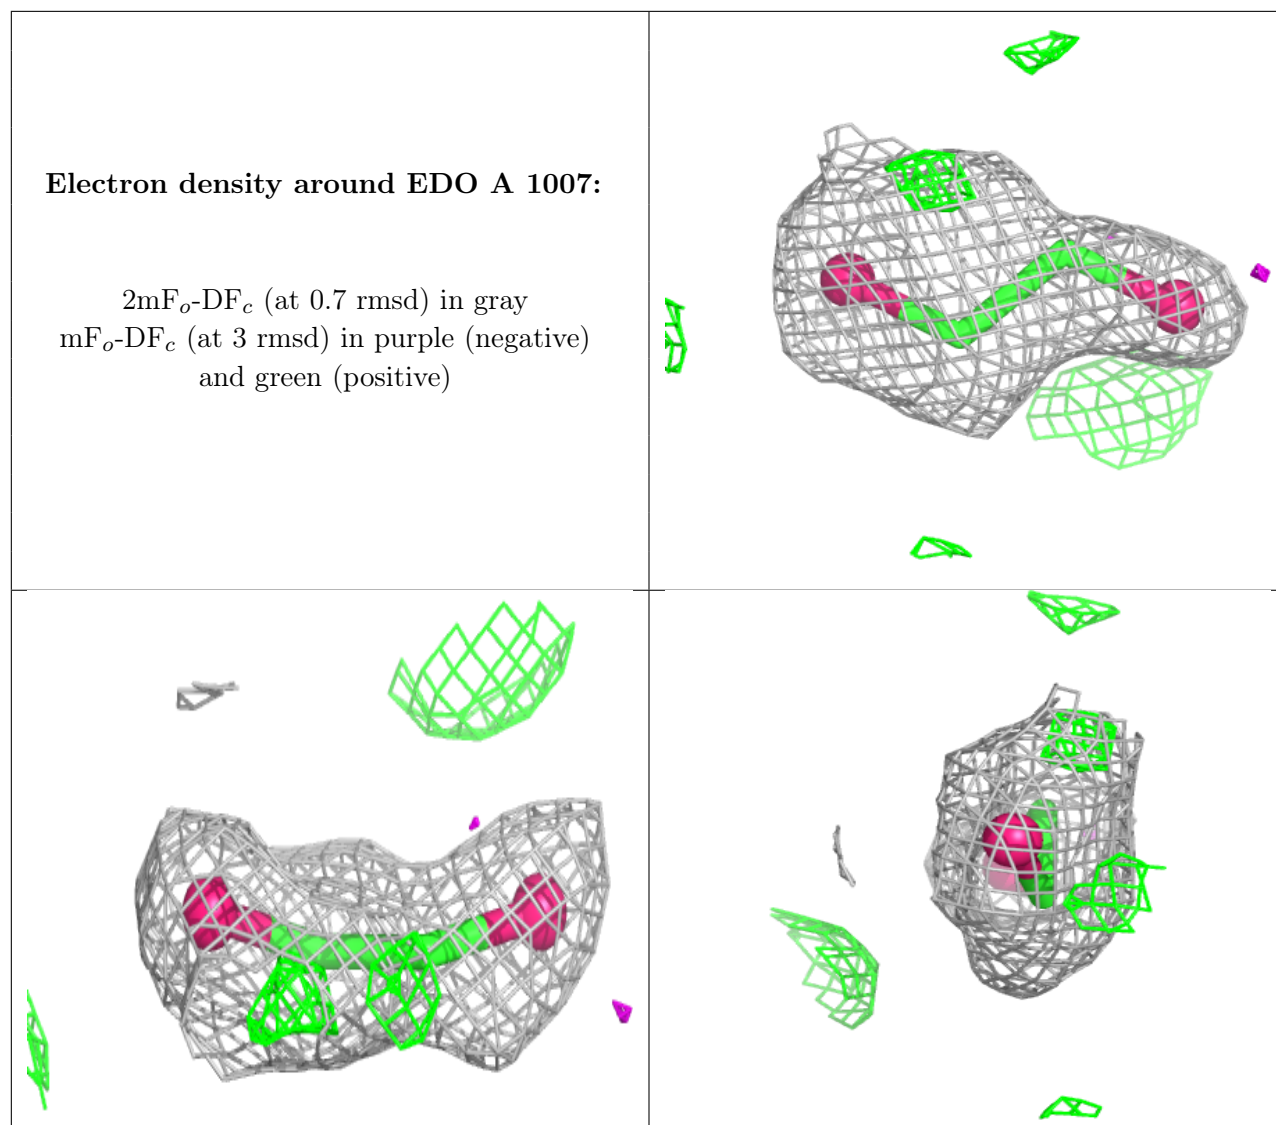 Electron density around EDO A 1007:
2mFo-DFc (at 0.7 rmsd) in gray
mFo-DFc (at 3 rmsd) in purple (negative)
and green (positive)